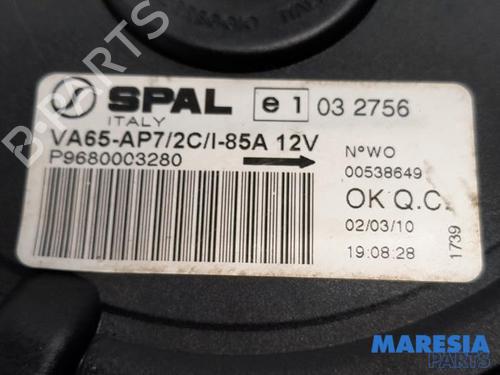 SPAL
ITALY
e1 03 2756
VA65-AP7/2C/I-85A 12V
P9680003280
N°WO
00538649
OK Q.C.
02/03/10
19:08:28
1739
B-PARTS
MARESIA
PARTS